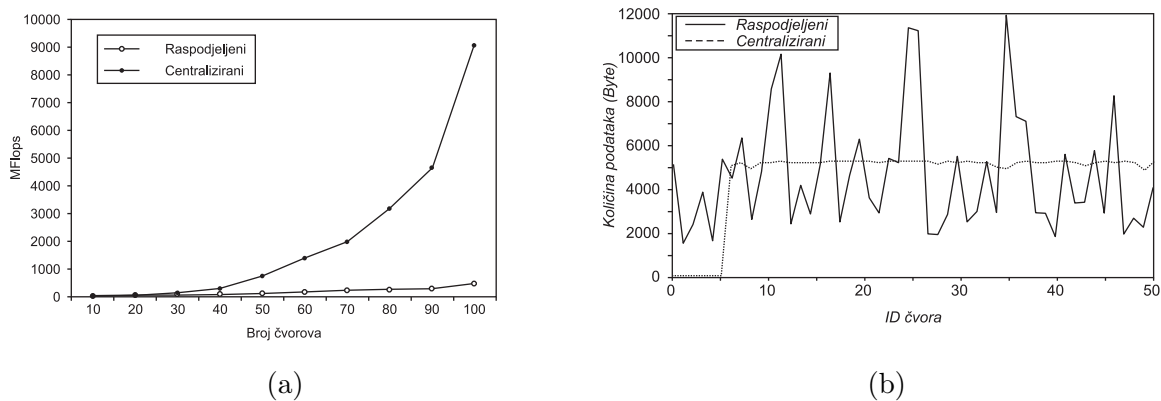 10000
9000
8000
7000
6000
5000
4000
3000
2000
1000
0
MFlops
Raspodjeljeni
Centralizirani
10 20 30 40 50 60 70 80 90 100
Broj čvorova
(a)
12000
10000
8000
6000
4000
2000
0
Količina podataka (Byte)
Raspodjeljeni
Centralizirani
0 10 20 30 40 50
ID čvora
(b)